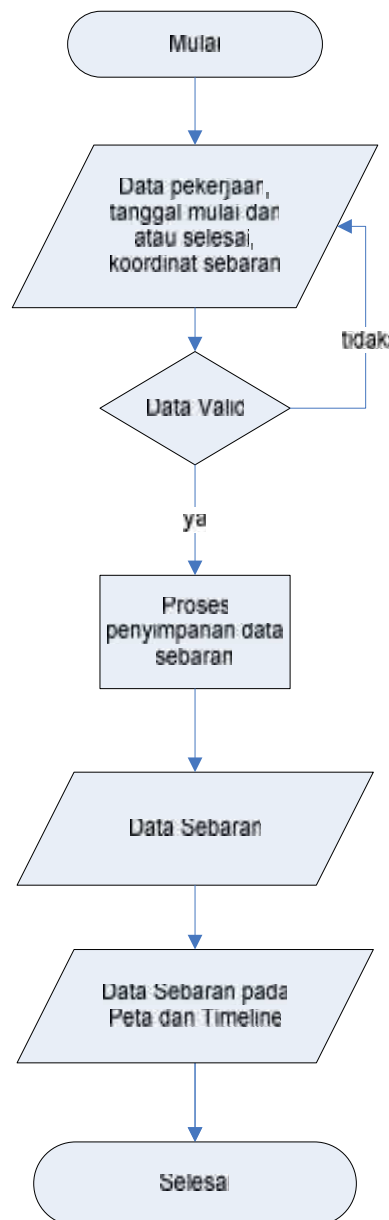 Mulai
Data pekerjaan,
tanggal mulai dan
atau selesai,
koordinat sebaran
tidak
Data Valid
ya
Proses
penyimpanan data
sebaran
Data Sebaran
Data Sebaran pada
Peta dan Timeline
Selesai